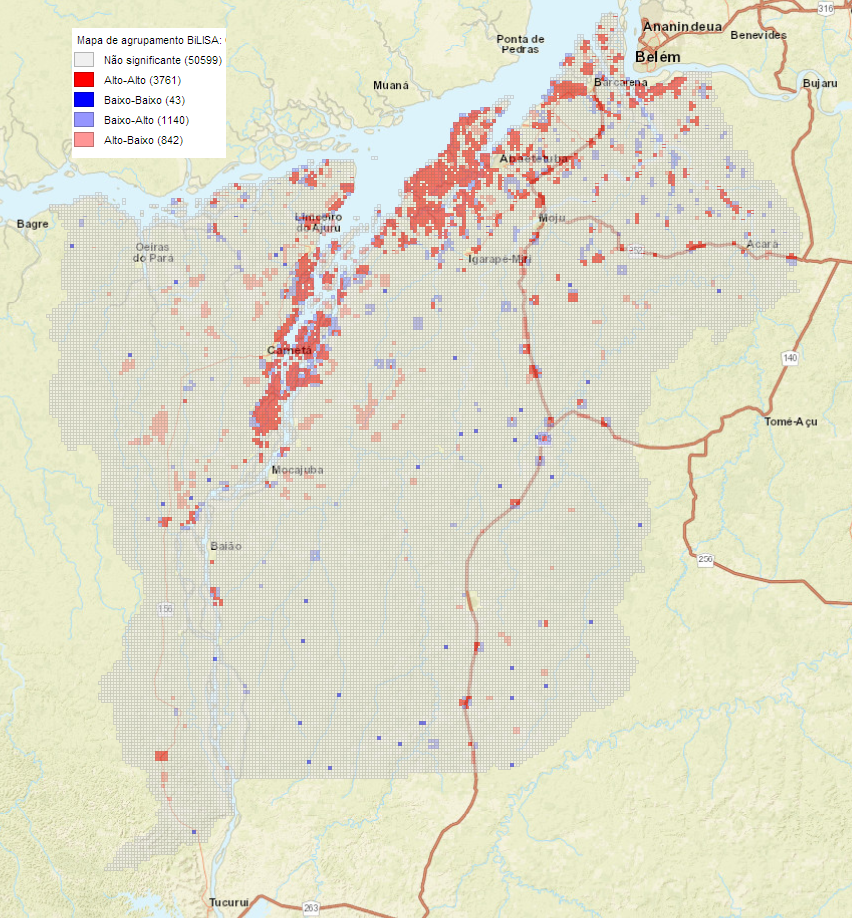 316
Ananindeua
Ponta de
Pedras
Benevides
Belém
Mapa de agrupamento BiLISA:
Não significante (50599)
Alto-Alto (3761)
Baixo-Baixo (43)
Baixo-Alto (1140)
Alto-Baixo (842)
Muaná
Barcarena
Bujaru
Abaetetuba
Bagre
Limoeiro
do Ajuru
Moju
Oeiras
do Pará
252
Acará
Igarapé-Miri
Cametá
140
Tomé-Açu
Mocajuba
Baião
256
156
Tucuruí
263